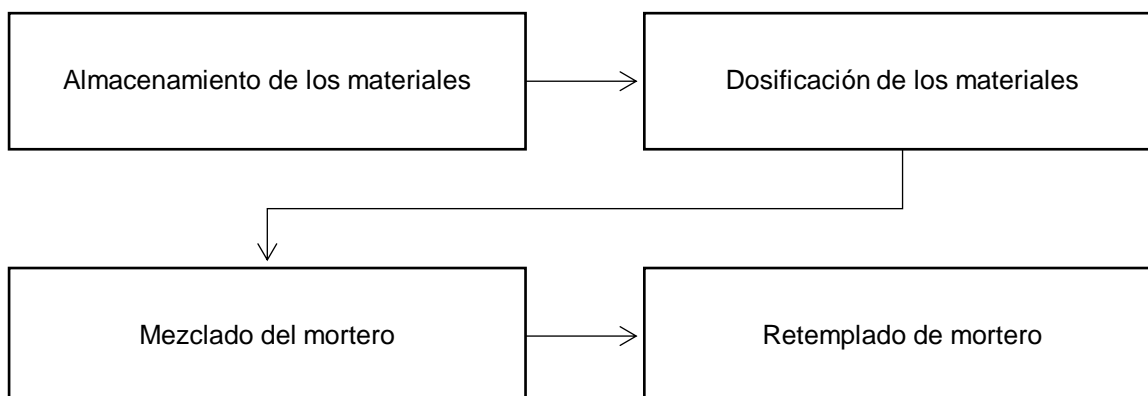 Almacenamiento de los materiales
Dosificación de los materiales
Mezclado del mortero
Retemplado de mortero